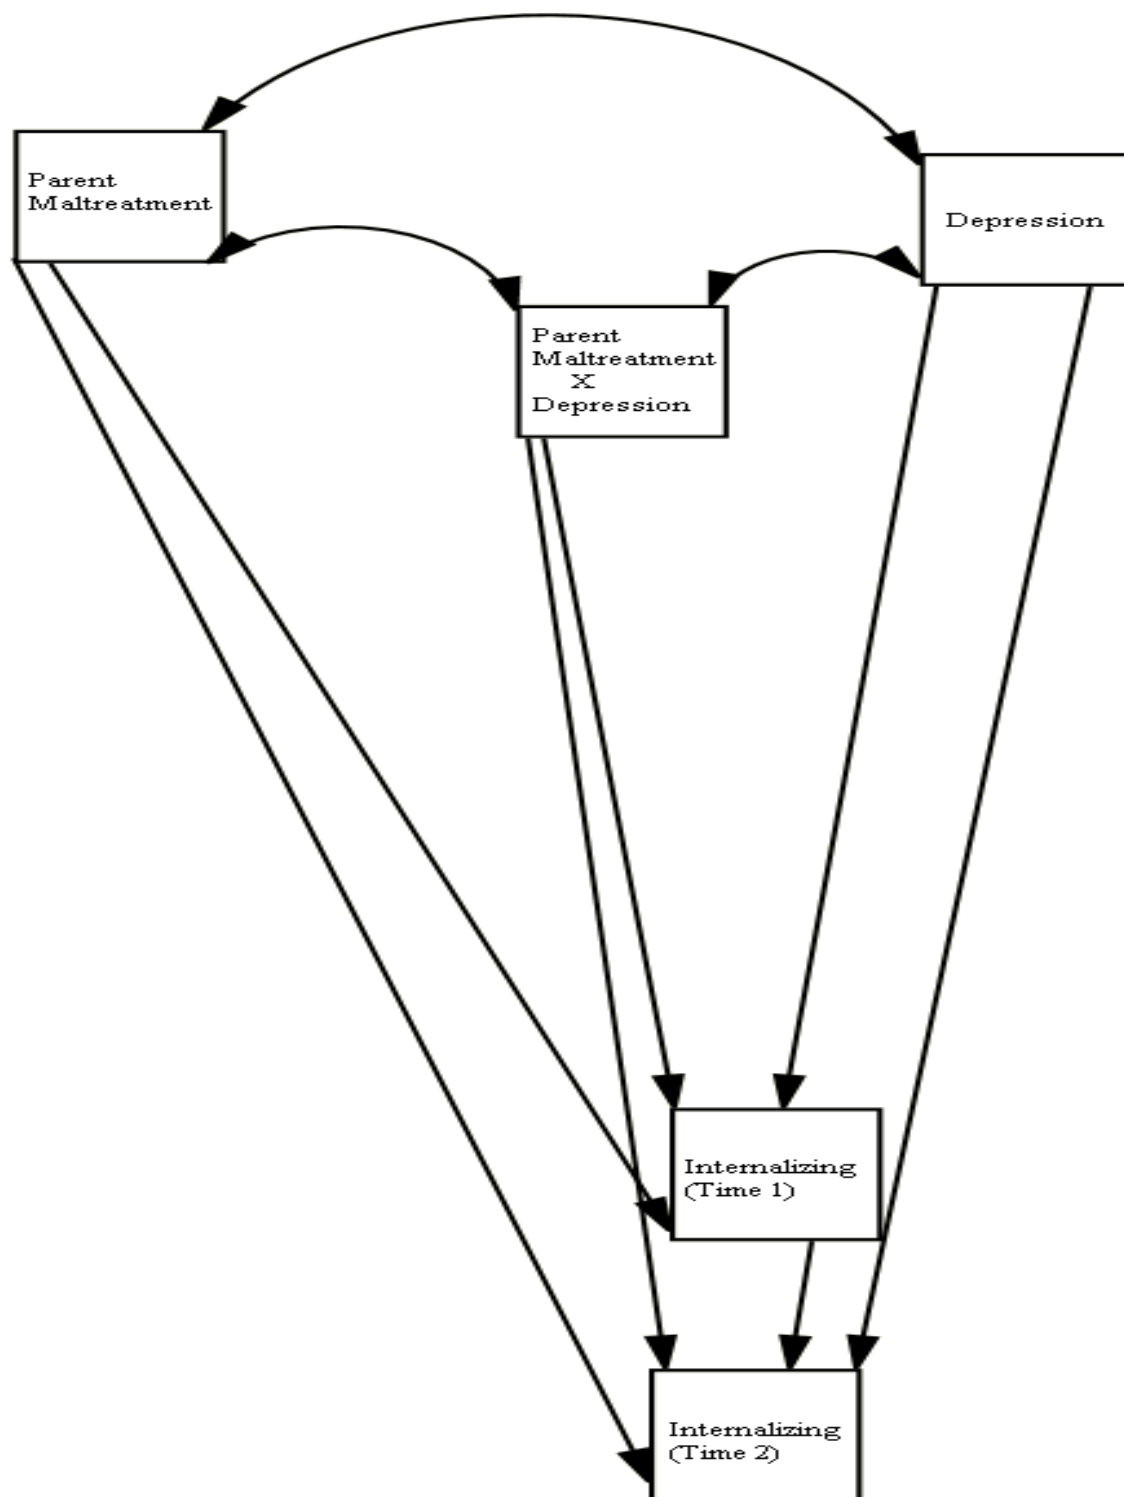 Parent
Maltreatment
Depression
Parent
Maltreatment
X
Depression
Internalizing
(Time 1)
Internalizing
(Time 2)